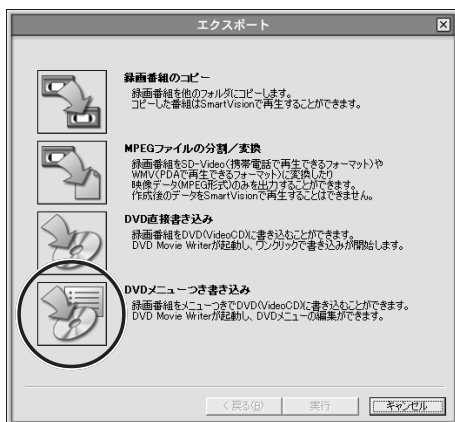 エクスポート
録画番組のコピー
録画番組を他のフォルダにコピーします。
コピーした番組はSmartVisionで再生することができます。
MPEGファイルの分割/変換
録画番組をSD-Video(携帯電話で再生できるフォーマット)や
WMV(PDAで再生できるフォーマット)に変換したり
映像データ(MPEG形式)のみを出力することができます。
作成後のデータをSmartVisionで再生することはできません。
DVD直接書き込み
録画番組をDVD(VideoCD)に書き込むことができます。
DVD Movie Writerが起動し、ワンクリックで書き込みが開始します。
DVDメニューつき書き込み
録画番組をメニューつきでDVD(VideoCD)に書き込むことができます。
DVD Movie Writerが起動し、DVDメニューの編集ができます。
< 戻る(B) 実行 キャンセル